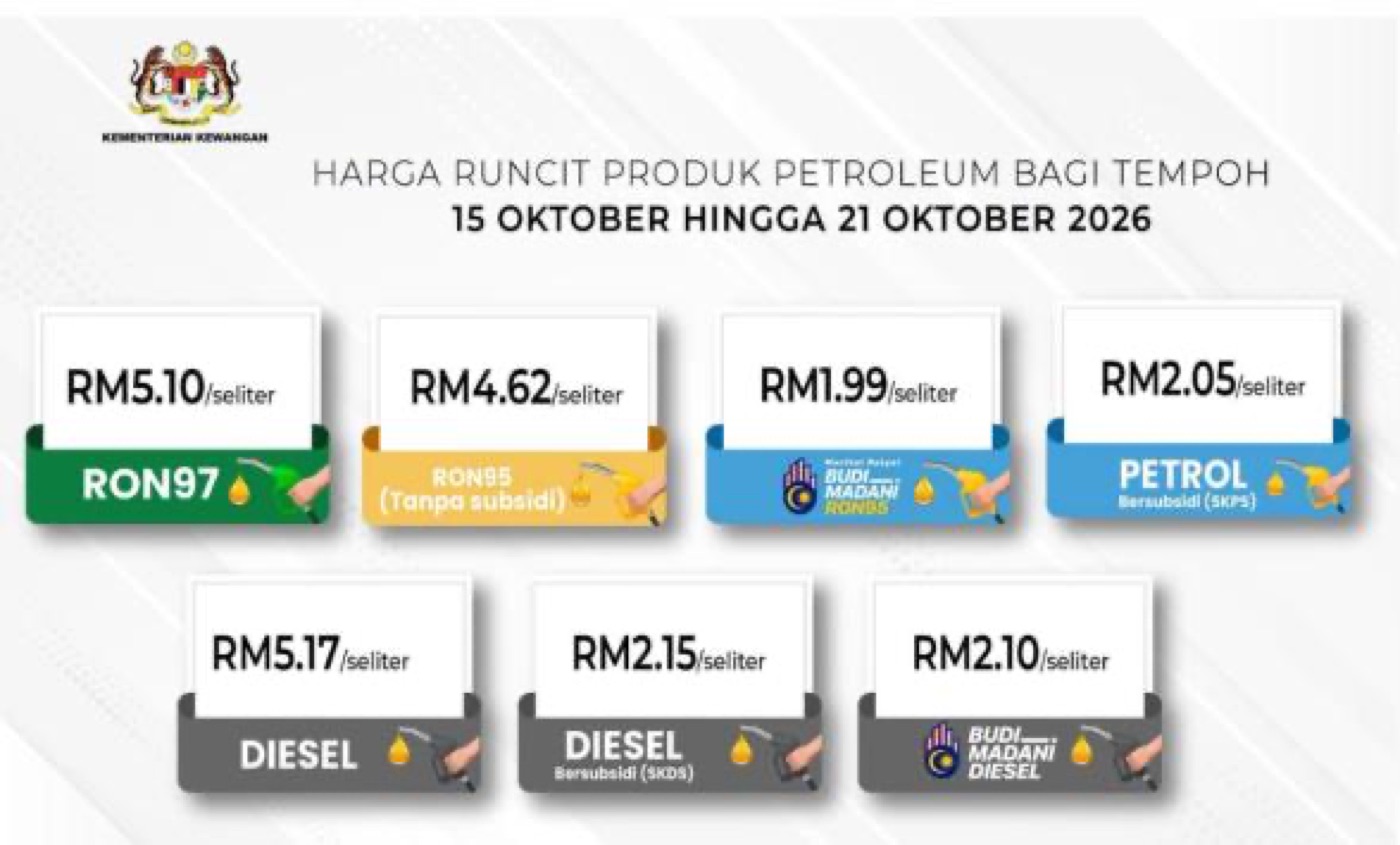 KEMENTERIAN KEWANGAN
HARGA RUNCIT PRODUK PETROLEUM BAGI TEMPOH
15 OKTOBER HINGGA 21 OKTOBER 2026
RM5.10/seliter
RON97
RM4.62/seliter
RON95
(Tanpa subsidi)
RM1.99/seliter
BUDI
MADANI
RON95
RM2.05/seliter
PETROL
Bersubsidi (SKPS)
RM5.17/seliter
DIESEL
RM2.15/seliter
DIESEL
Bersubsidi (SKDS)
RM2.10/seliter
BUDI
MADANI
DIESEL